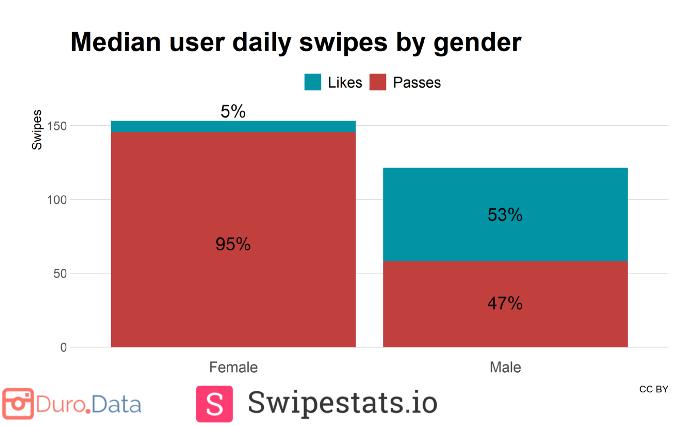 Median user daily swipes by gender
Likes Passes
Swipes
150
100
50
0
5%
95%
53%
47%
Female Male
CC BY
Duro.Data
S Swipestats.io